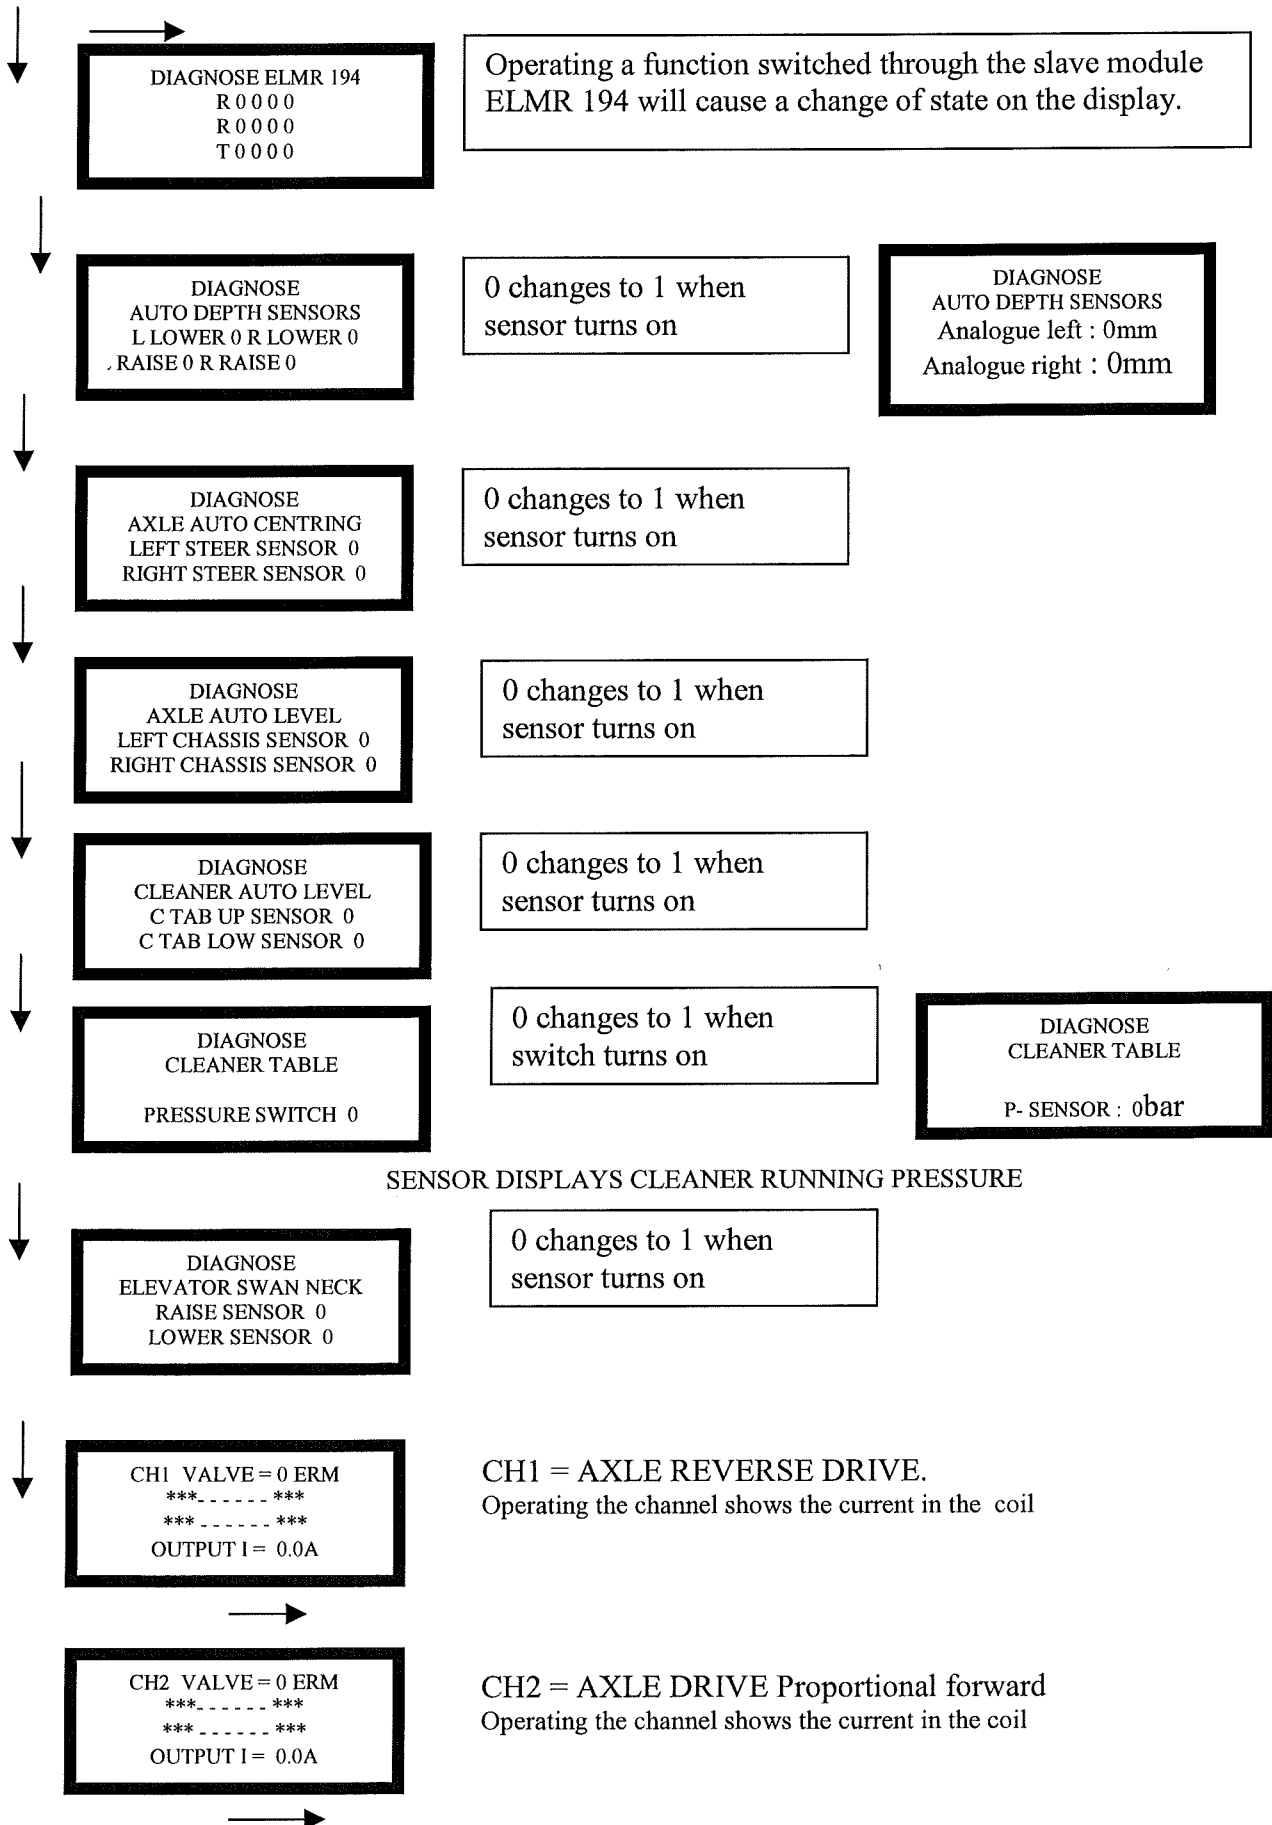 DIAGNOSE ELMR 194
R 0 0 0 0
R 0 0 0 0
T 0 0 0 0
Operating a function switched through the slave module
ELMR 194 will cause a change of state on the display.
DIAGNOSE
AUTO DEPTH SENSORS
L LOWER 0 R LOWER 0
RAISE 0 R RAISE 0
0 changes to 1 when
sensor turns on
DIAGNOSE
AUTO DEPTH SENSORS
Analogue left : 0mm
Analogue right : 0mm
DIAGNOSE
AXLE AUTO CENTRING
LEFT STEER SENSOR 0
RIGHT STEER SENSOR 0
0 changes to 1 when
sensor turns on
DIAGNOSE
AXLE AUTO LEVEL
LEFT CHASSIS SENSOR 0
RIGHT CHASSIS SENSOR 0
0 changes to 1 when
sensor turns on
DIAGNOSE
CLEANER AUTO LEVEL
C TAB UP SENSOR 0
C TAB LOW SENSOR 0
0 changes to 1 when
sensor turns on
DIAGNOSE
CLEANER TABLE
PRESSURE SWITCH 0
0 changes to 1 when
switch turns on
DIAGNOSE
CLEANER TABLE
P- SENSOR : 0bar
SENSOR DISPLAYS CLEANER RUNNING PRESSURE
DIAGNOSE
ELEVATOR SWAN NECK
RAISE SENSOR 0
LOWER SENSOR 0
0 changes to 1 when
sensor turns on
CH1 VALVE = 0 ERM
***- - - - - - ***
*** - - - - - - ***
OUTPUT I = 0.0A
CH1 = AXLE REVERSE DRIVE.
Operating the channel shows the current in the coil
CH2 VALVE = 0 ERM
***- - - - - - ***
*** - - - - - - ***
OUTPUT I = 0.0A
CH2 = AXLE DRIVE Proportional forward
Operating the channel shows the current in the coil